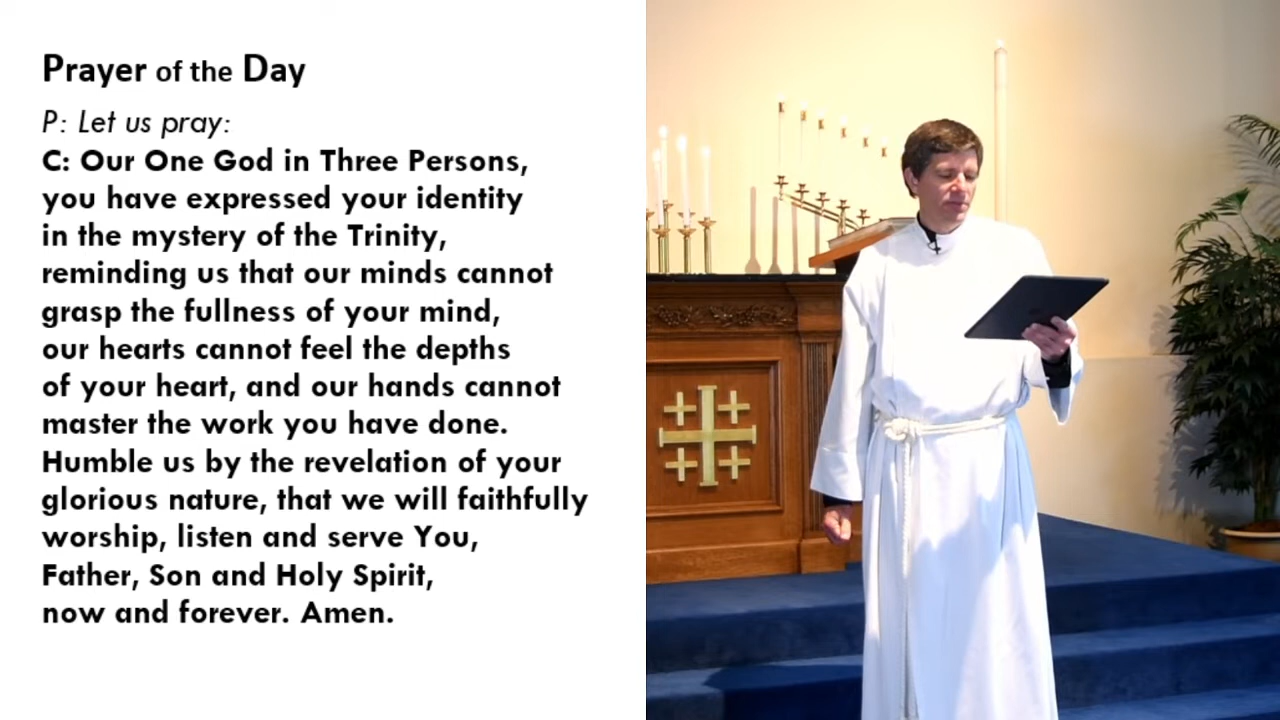 Prayer of the Day
P: Let us pray:
C: Our One God in Three Persons,
you have expressed your identity
in the mystery of the Trinity,
reminding us that our minds cannot
grasp the fullness of your mind,
our hearts cannot feel the depths
of your heart, and our hands cannot
master the work you have done.
Humble us by the revelation of your
glorious nature, that we will faithfully
worship, listen and serve You,
Father, Son and Holy Spirit,
now and forever. Amen.